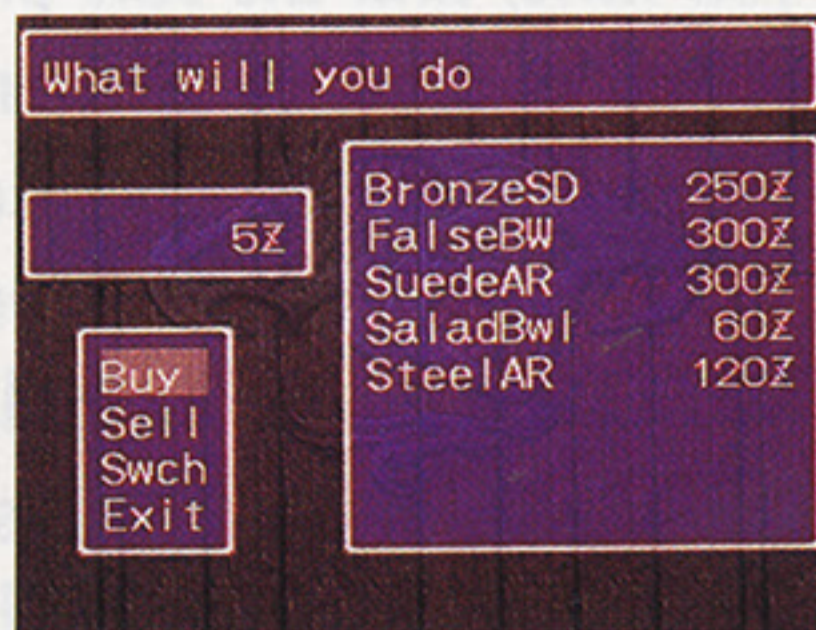 What will you do
5Z
BronzeSD 250Z
FalseBW 300Z
SuedeAR 300Z
SaladBwl 60Z
SteelAR 120Z
Buy
Sell
Swch
Exit